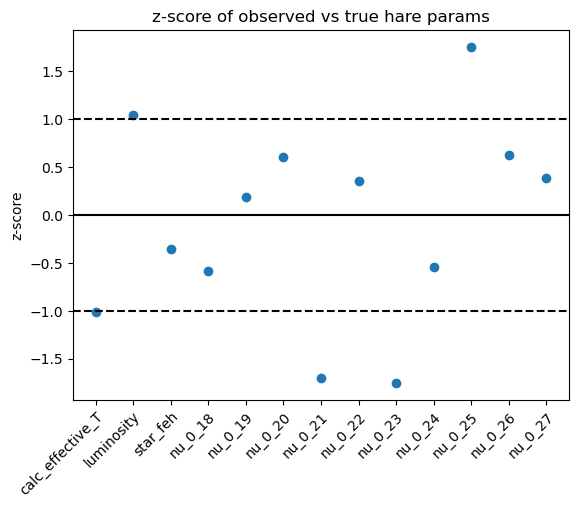 z-score of observed vs true hare params
z-score
1.5
1.0
0.5
0.0
−0.5
−1.0
−1.5
calc_effective_T
luminosity
star_feh
nu_0_18
nu_0_19
nu_0_20
nu_0_21
nu_0_22
nu_0_23
nu_0_24
nu_0_25
nu_0_26
nu_0_27